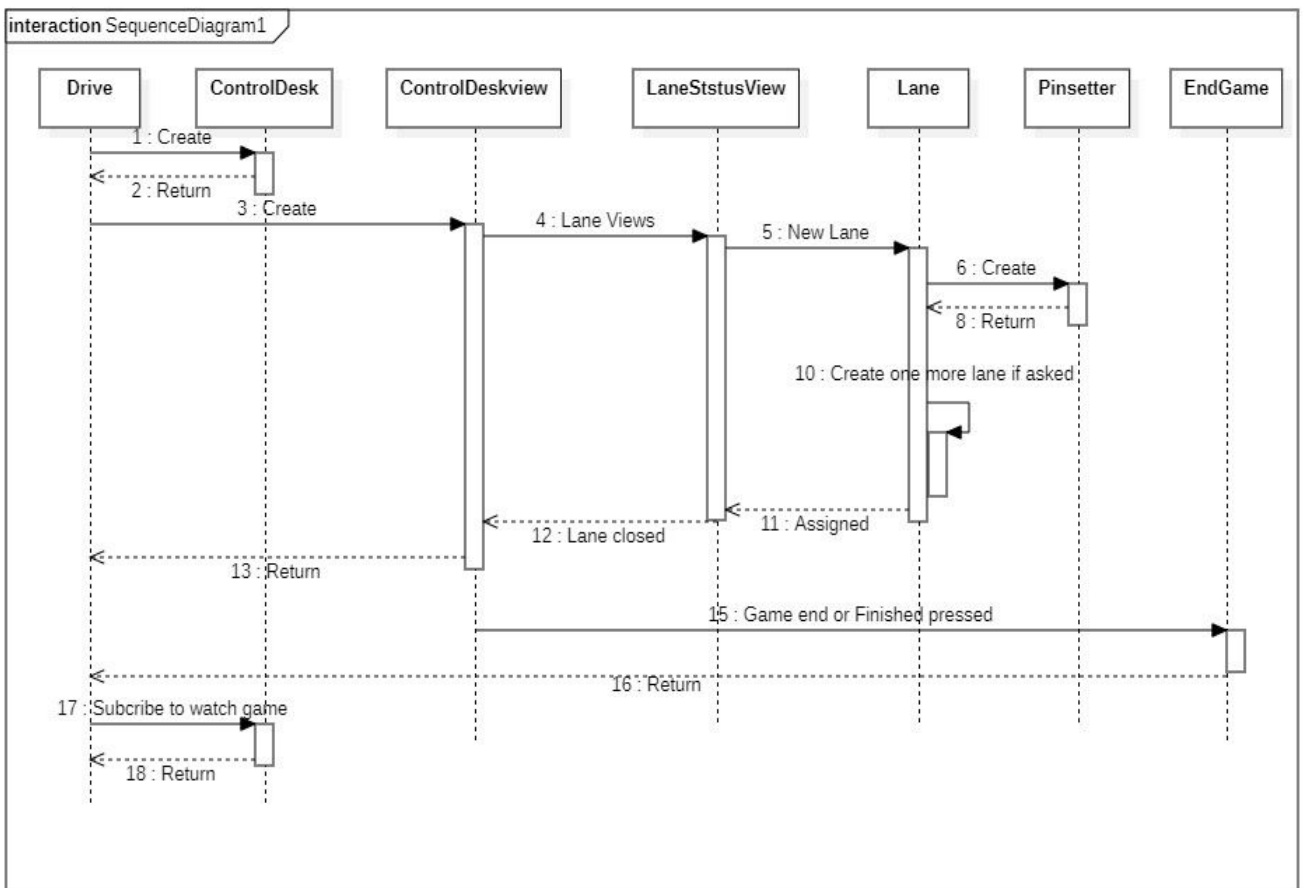 interaction SequenceDiagram1
Drive
ControlDesk
ControlDeskview
LaneStstusView
Lane
Pinsetter
EndGame
1 : Create
2 : Return
3 : Create
4 : Lane Views
5 : New Lane
6 : Create
8 : Return
10 : Create one more lane if asked
11 : Assigned
12 : Lane closed
13 : Return
15 : Game end or Finished pressed
16 : Return
17 : Subcribe to watch game
18 : Return